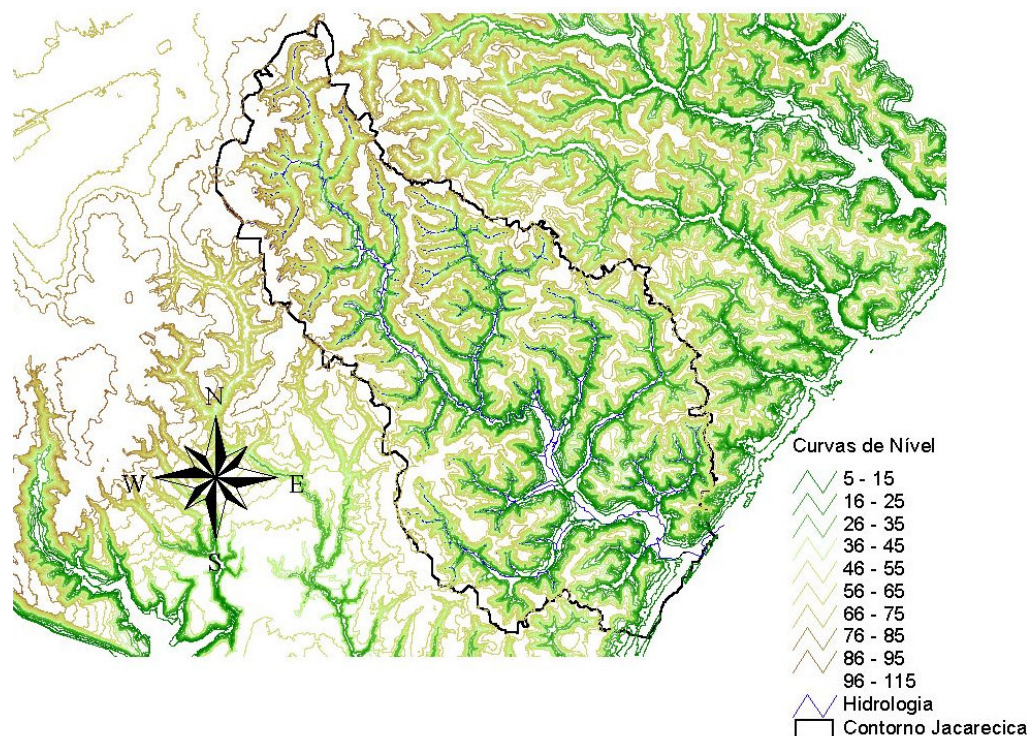 N
W
E
S
Curvas de Nível
5 - 15
16 - 25
26 - 35
36 - 45
46 - 55
56 - 65
66 - 75
76 - 85
86 - 95
96 - 115
Hidrologia
Contorno Jacarecica